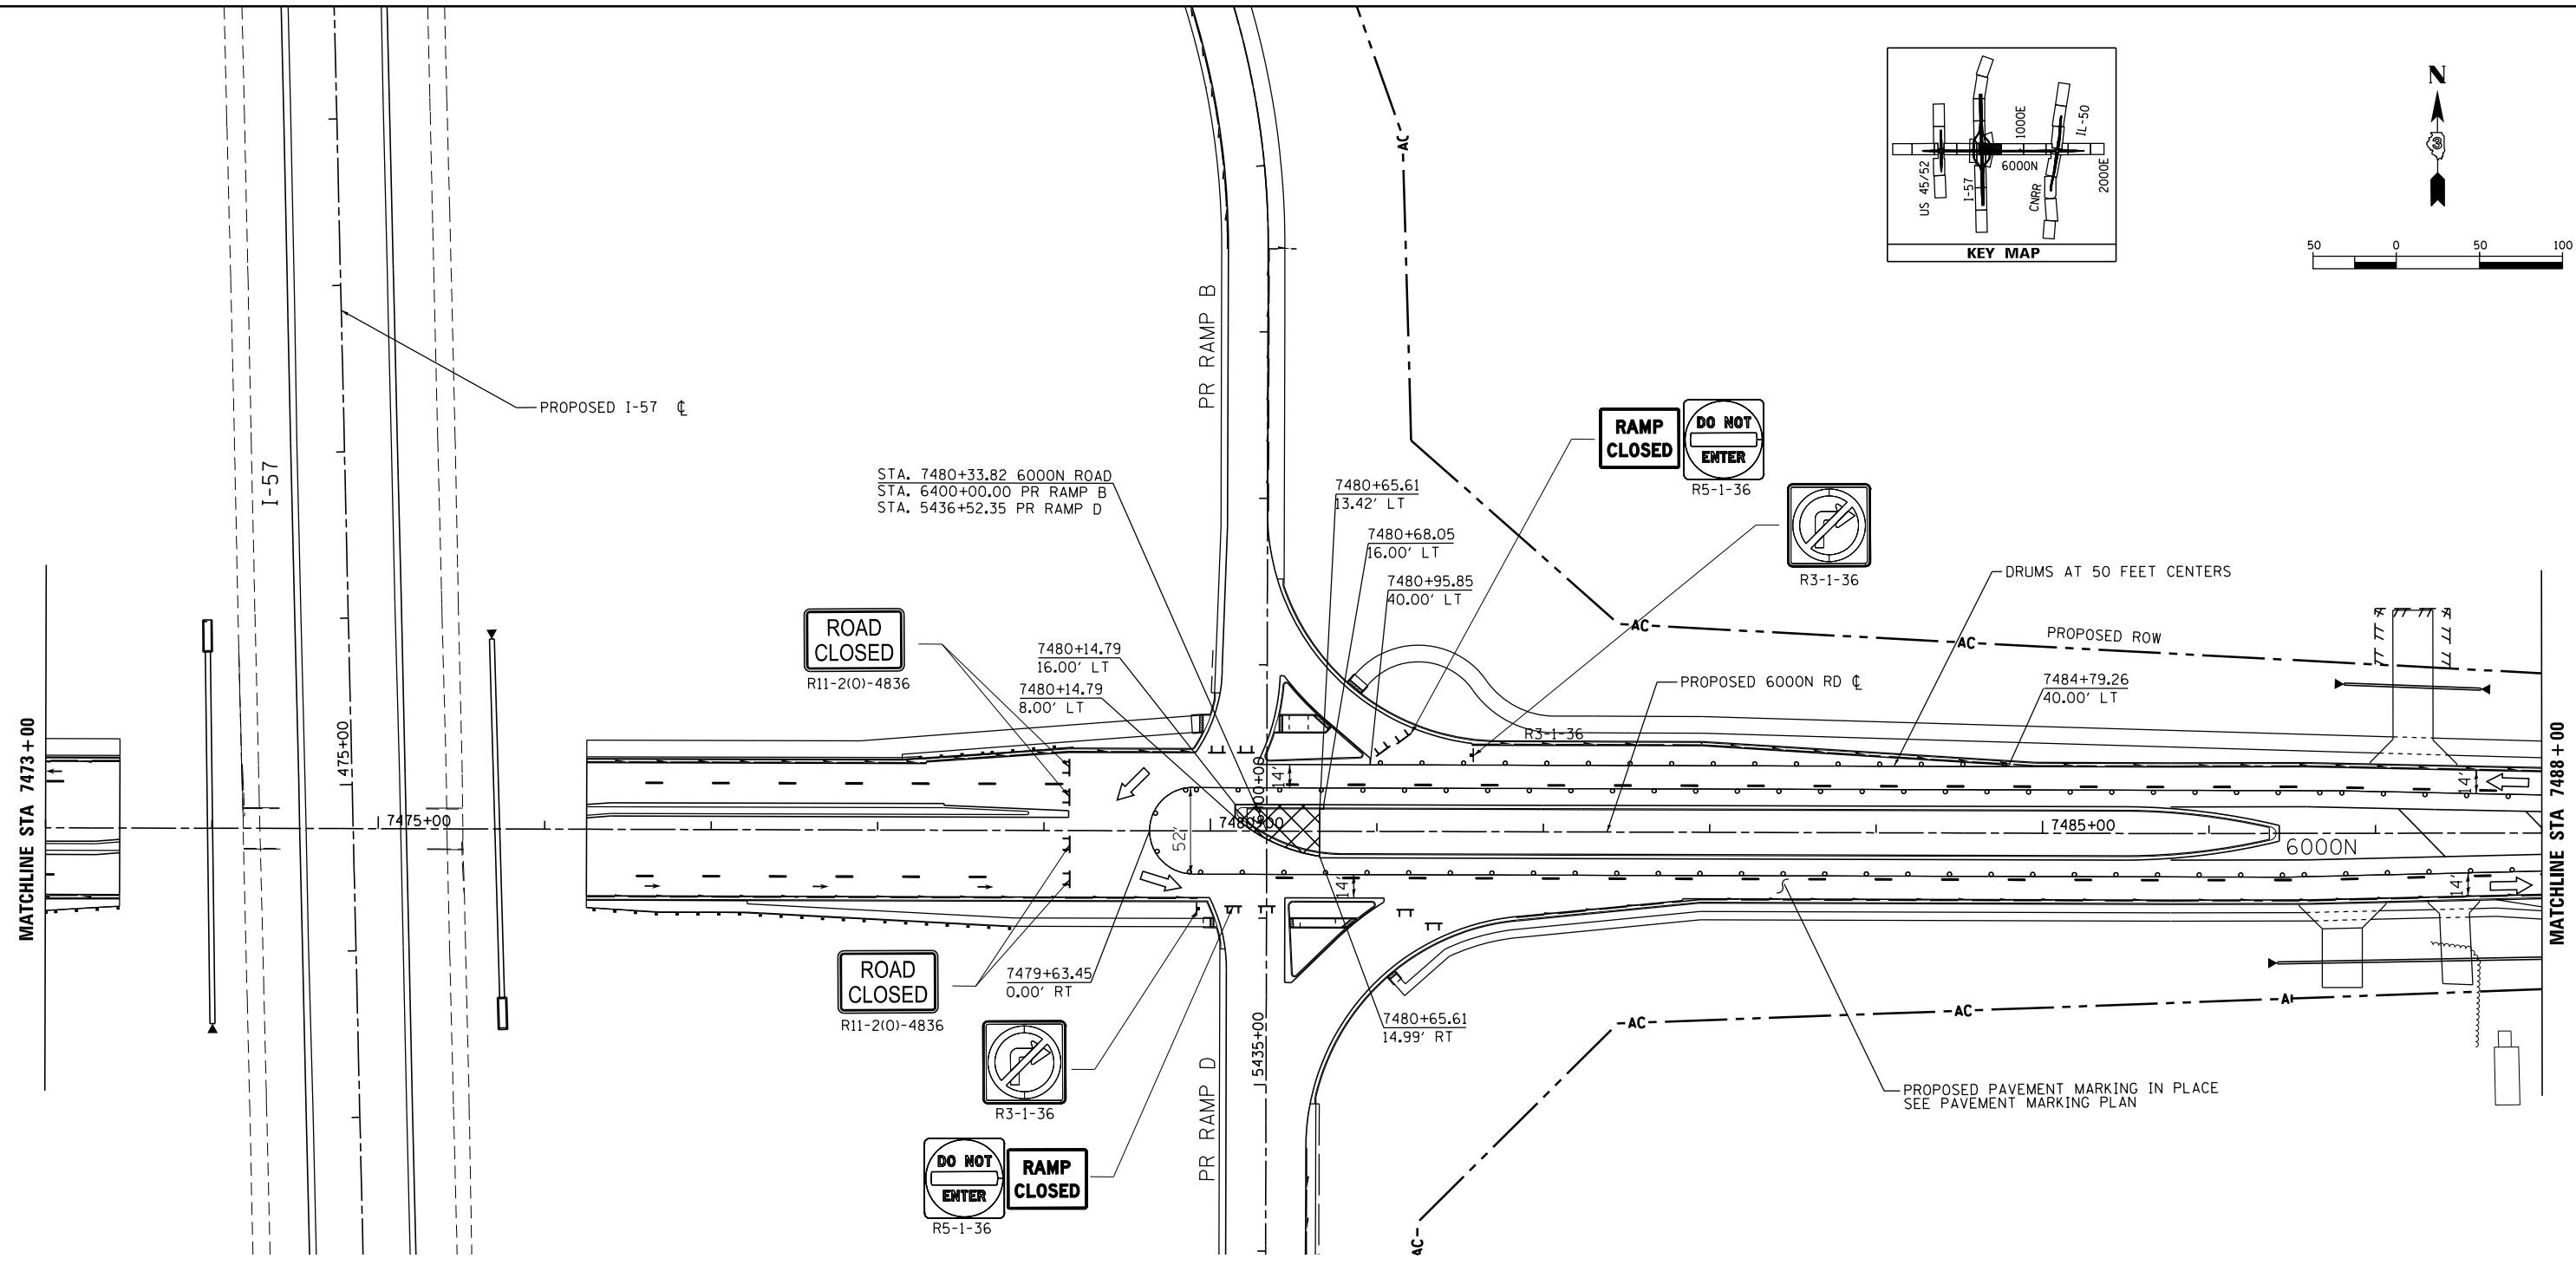 N
50 0 50 100
US 45/52
I-57
1000E
6000N
CNRR
IL-50
2000E
KEY MAP
AC
PR RAMP B
PROPOSED I-57 ℄
I-57
RAMP
CLOSED
DO NOT
ENTER
R5-1-36
R3-1-36
STA. 7480+33.82 6000N ROAD
STA. 6400+00.00 PR RAMP B
STA. 5436+52.35 PR RAMP D
7480+65.61
13.42' LT
7480+68.05
16.00' LT
7480+95.85
40.00' LT
DRUMS AT 50 FEET CENTERS
ROAD
CLOSED
R11-2(0)-4836
7480+14.79
16.00' LT
7480+14.79
8.00' LT
AC
AC
PROPOSED ROW
PROPOSED 6000N RD ℄
7484+79.26
40.00' LT
R3-1-36
MATCHLINE STA 7473+00
475+00
7475+00
6400+00
14'
52'
7480+00
14'
7485+00
6000N
14'
14'
MATCHLINE STA 7488+00
ROAD
CLOSED
R11-2(0)-4836
7479+63.45
0.00' RT
7480+65.61
14.99' RT
AC
AC
A
R3-1-36
5435+00
PR RAMP D
PROPOSED PAVEMENT MARKING IN PLACE
SEE PAVEMENT MARKING PLAN
DO NOT
ENTER
RAMP
CLOSED
R5-1-36
AC